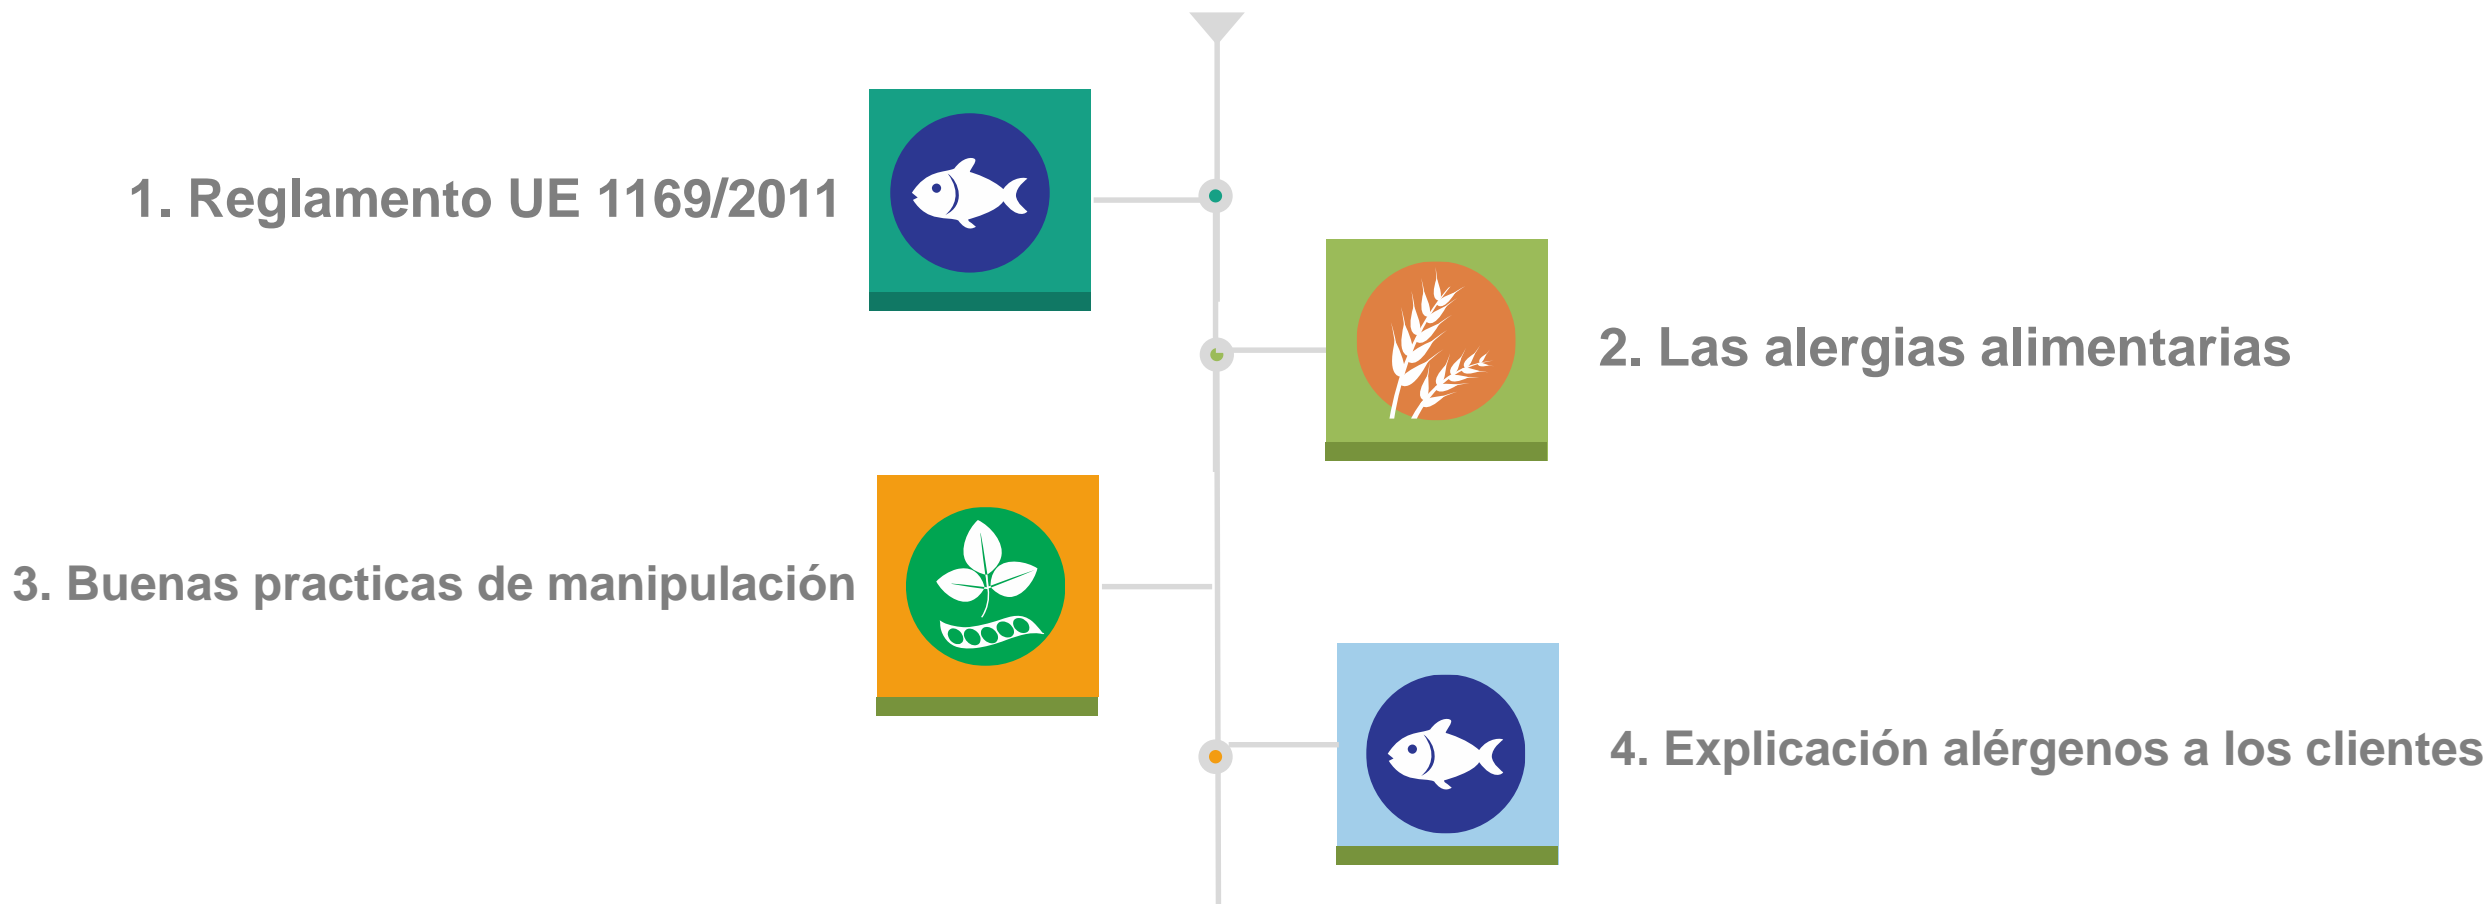 1. Reglamento UE 1169/2011
2. Las alergias alimentarias
3. Buenas practicas de manipulación
4. Explicación alérgenos a los clientes